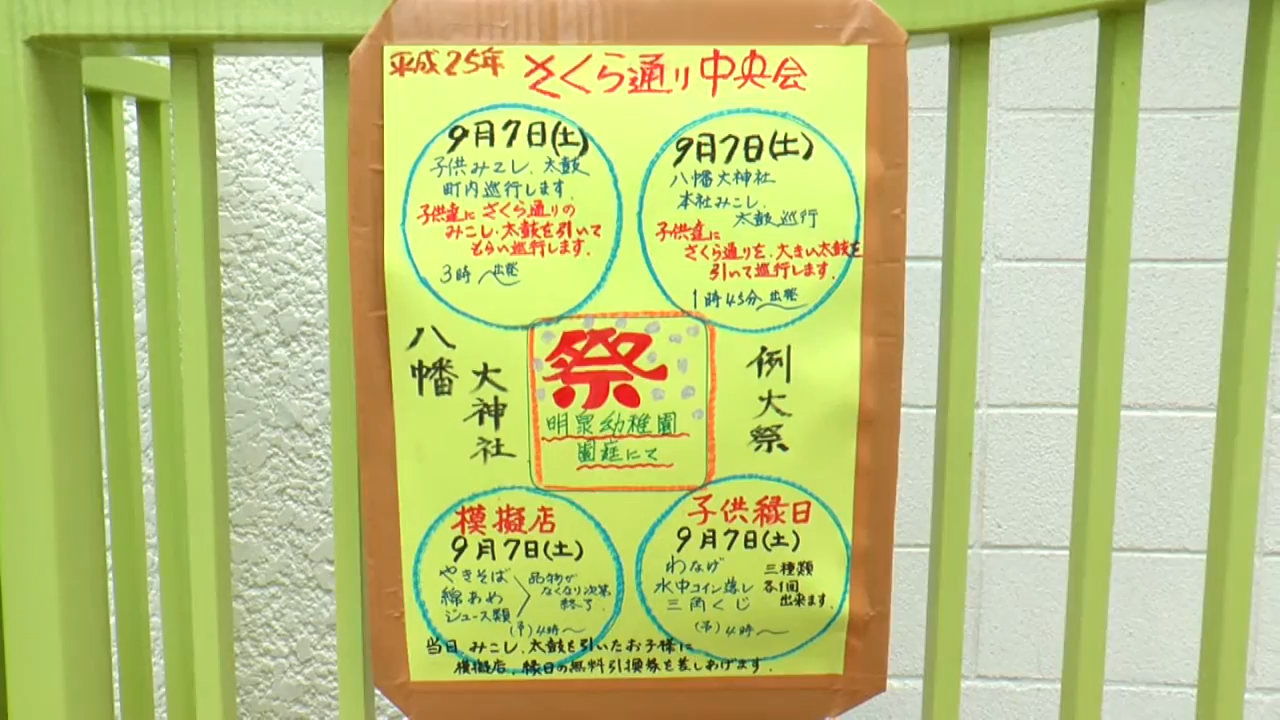 平成25年 さくら通り中央会
9月7日(土)
子供みこし、太鼓
町内巡行します。
子供達にさくら通りの
みこし・太鼓を引いて
もらい巡行します。
3時〜出発
9月7日(土)
八幡大神社
本社みこし、
太鼓巡行
子供達に
さくら通りを、大きい太鼓を
引いて巡行します。
1時45分 出発
八幡
大神社
祭
明泉幼稚園
園庭にて
例大祭
模擬店
9月7日(土)
やきそば
綿あめ
ジュース類
品物が
なくなり次第
終了。
(予)4時〜
子供縁日
9月7日(土)
わなげ
水中コイン落し
三角くじ
三種類
各1回
出来ます。
(予)4時〜
当日、みこし、太鼓を引いたお子様に
模擬店、縁日の無料引換券を差しあげます。